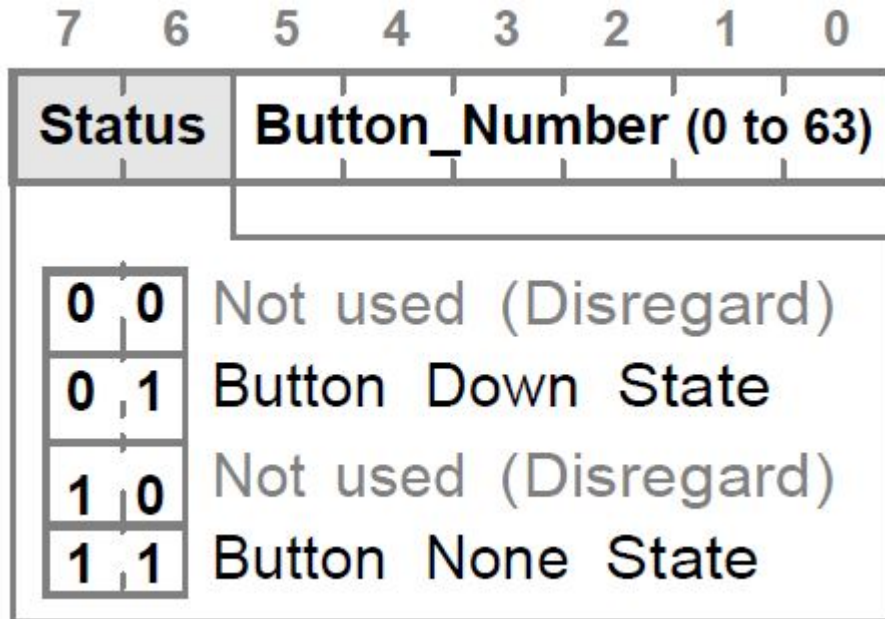 7 6 5 4 3 2 1 0
Status Button_Number (0 to 63)
0 0 Not used (Disregard)
0 1 Button Down State
1 0 Not used (Disregard)
1 1 Button None State